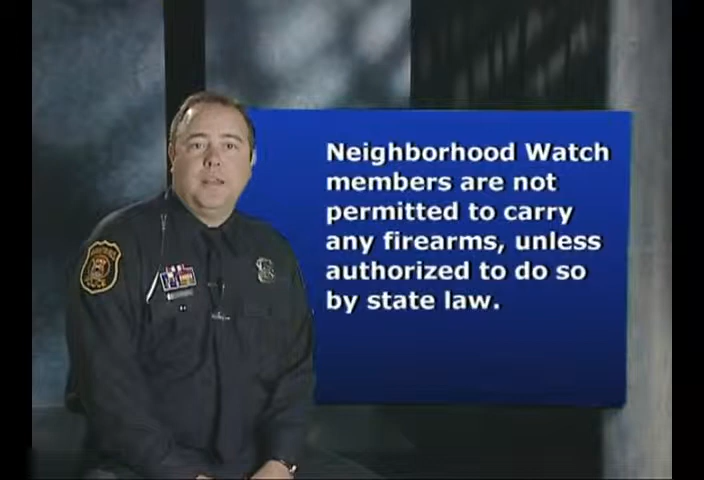 Neighborhood Watch
members are not
permitted to carry
any firearms, unless
authorized to do so
by state law.